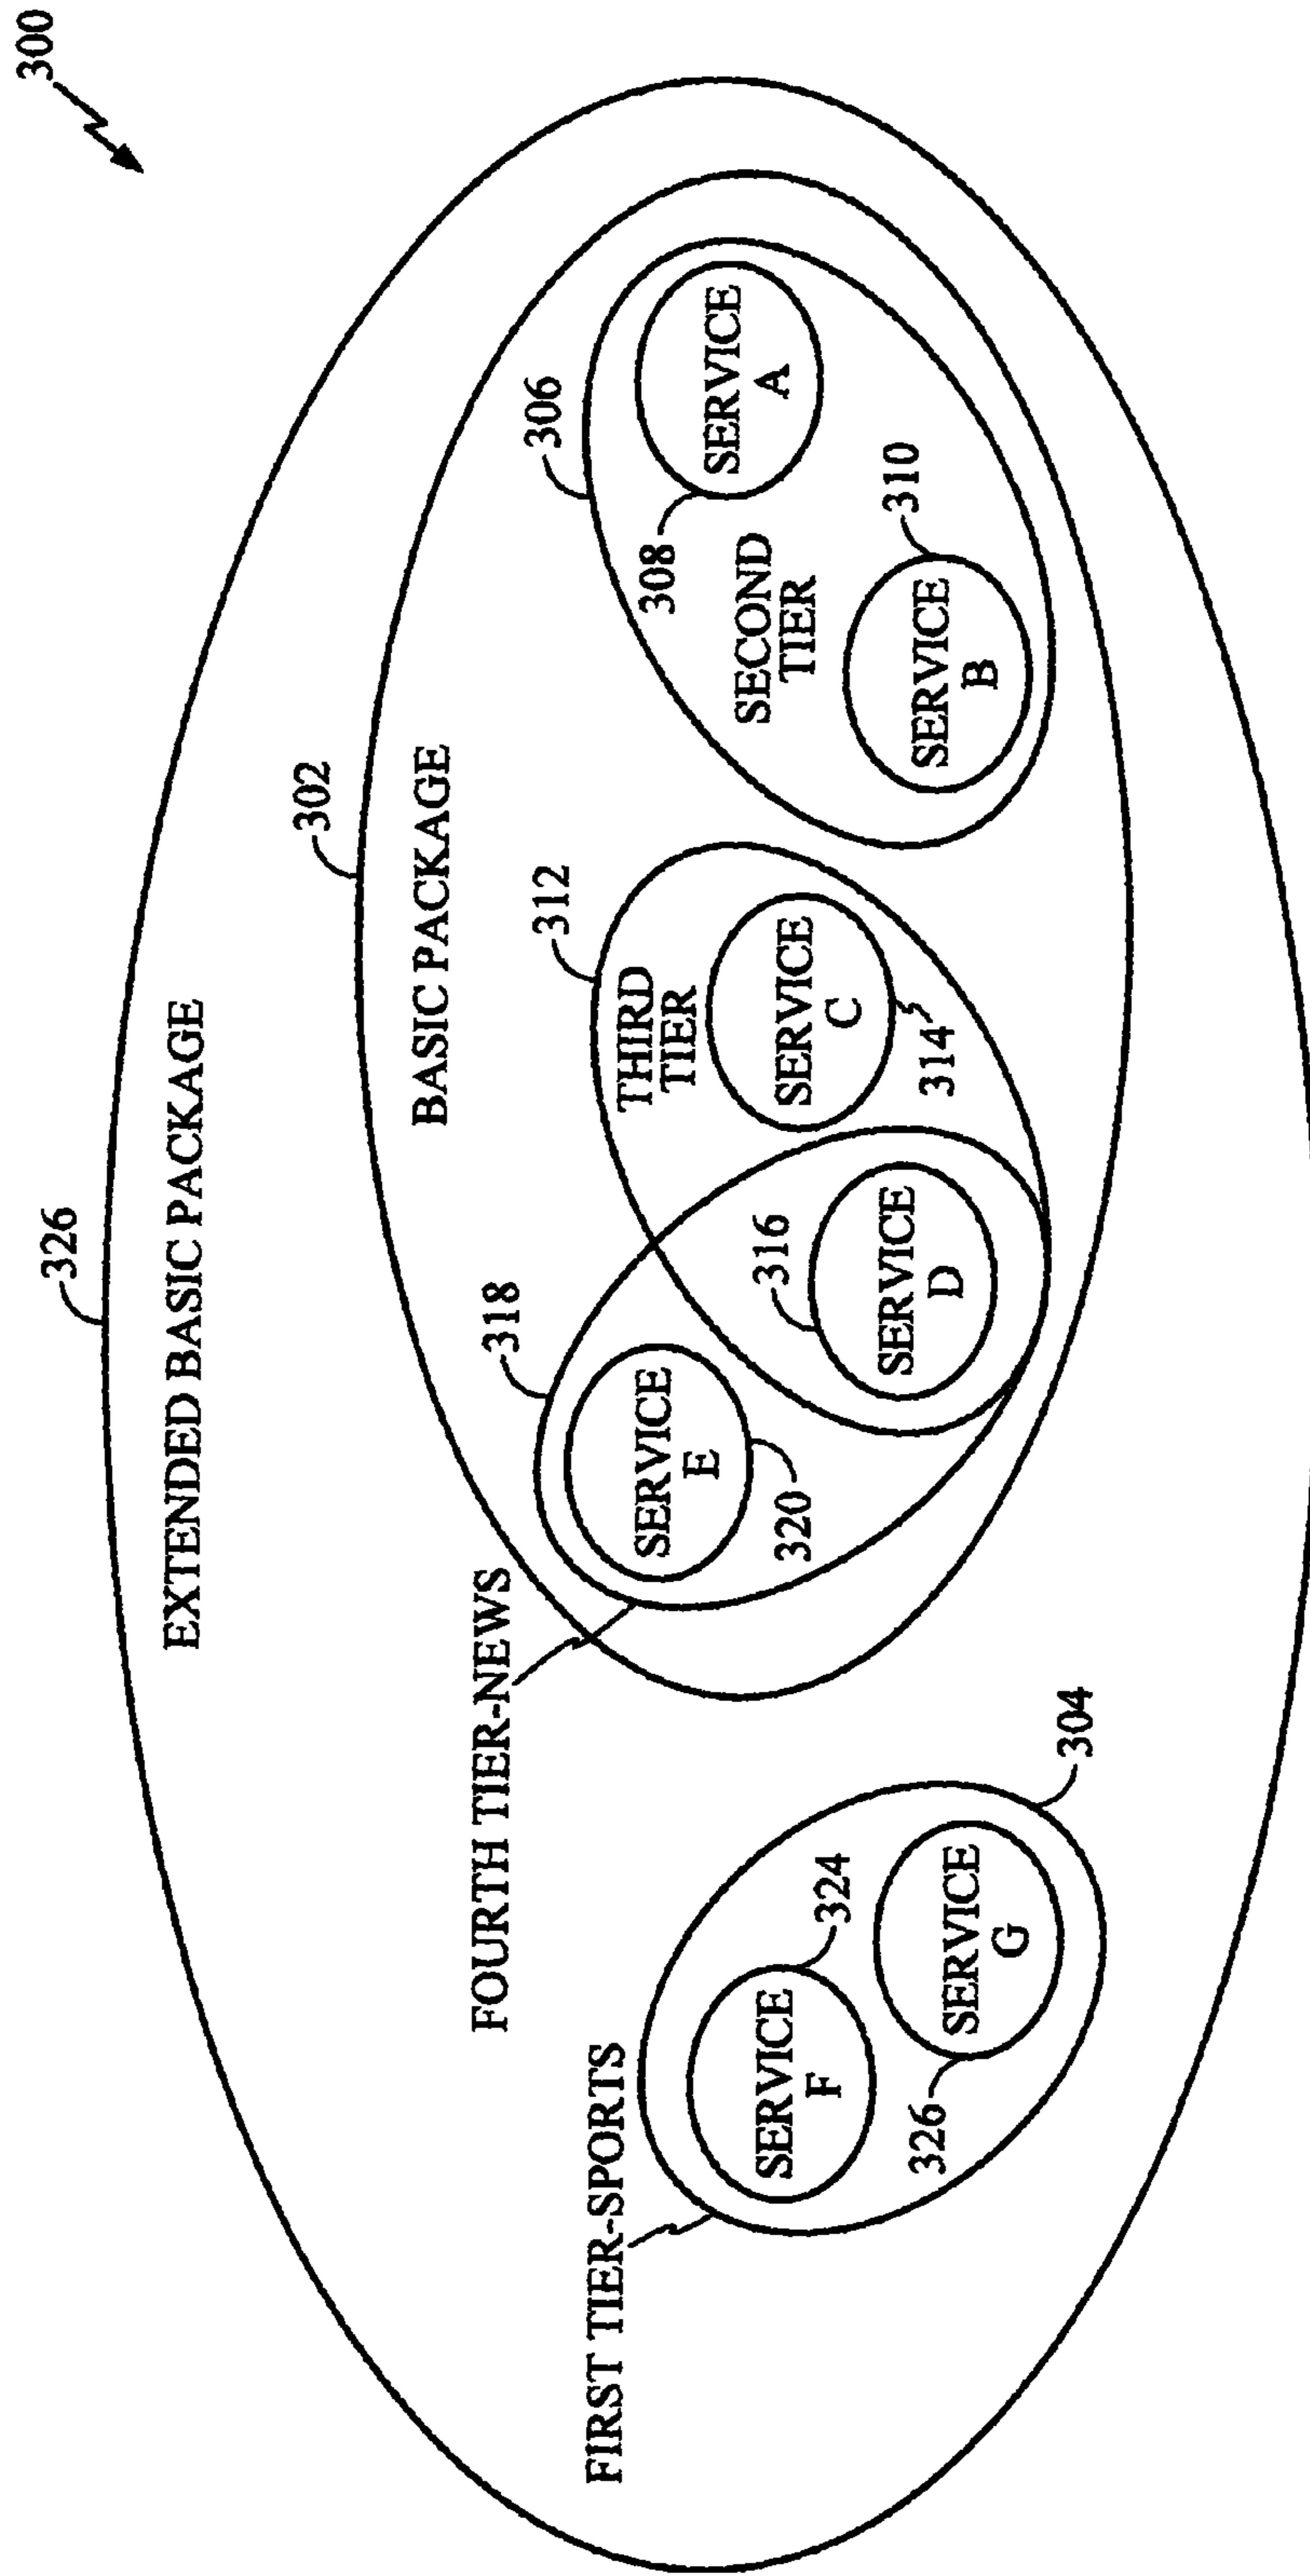 300
326
EXTENDED BASIC PACKAGE
302
BASIC PACKAGE
FOURTH TIER-NEWS
318
312
306
FIRST TIER-SPORTS
SERVICE
E
320
THIRD
TIER
SERVICE
C
314
308
SERVICE
A
SECOND
TIER
SERVICE
F
324
316
SERVICE
D
SERVICE
B
310
326
SERVICE
G
304